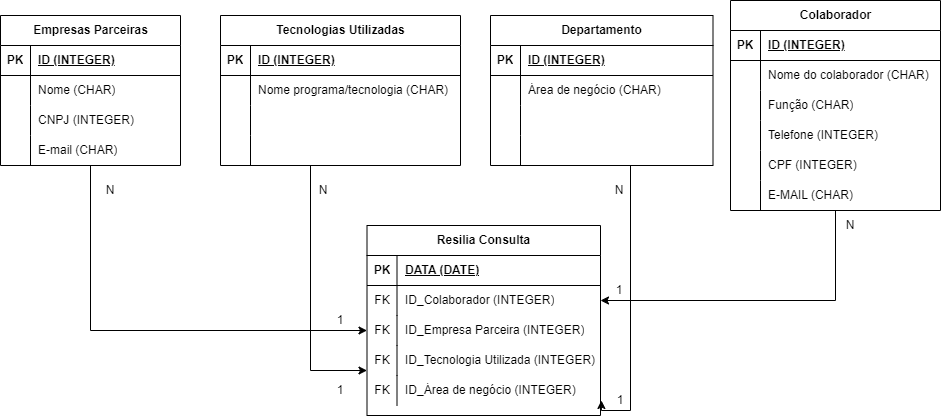 Empresas Parceiras
PK ID (INTEGER)
Nome (CHAR)
CNPJ (INTEGER)
E-mail (CHAR)
N
Tecnologias Utilizadas
PK ID (INTEGER)
Nome programa/tecnologia (CHAR)
N
Departamento
PK ID (INTEGER)
Área de negócio (CHAR)
N
Colaborador
PK ID (INTEGER)
Nome do colaborador (CHAR)
Função (CHAR)
Telefone (INTEGER)
CPF (INTEGER)
E-MAIL (CHAR)
N
Resilia Consulta
PK DATA (DATE)
FK ID_Colaborador (INTEGER)
1
FK ID_Empresa Parceira (INTEGER)
1
FK ID_Tecnologia Utilizada (INTEGER)
1
FK ID_Área de negócio (INTEGER)
1